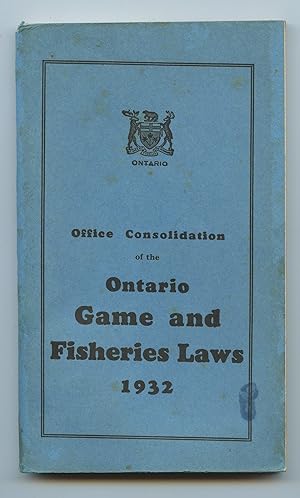 ONTARIO
Office Consolidation
of the
Ontario
Game and
Fisheries Laws
1932